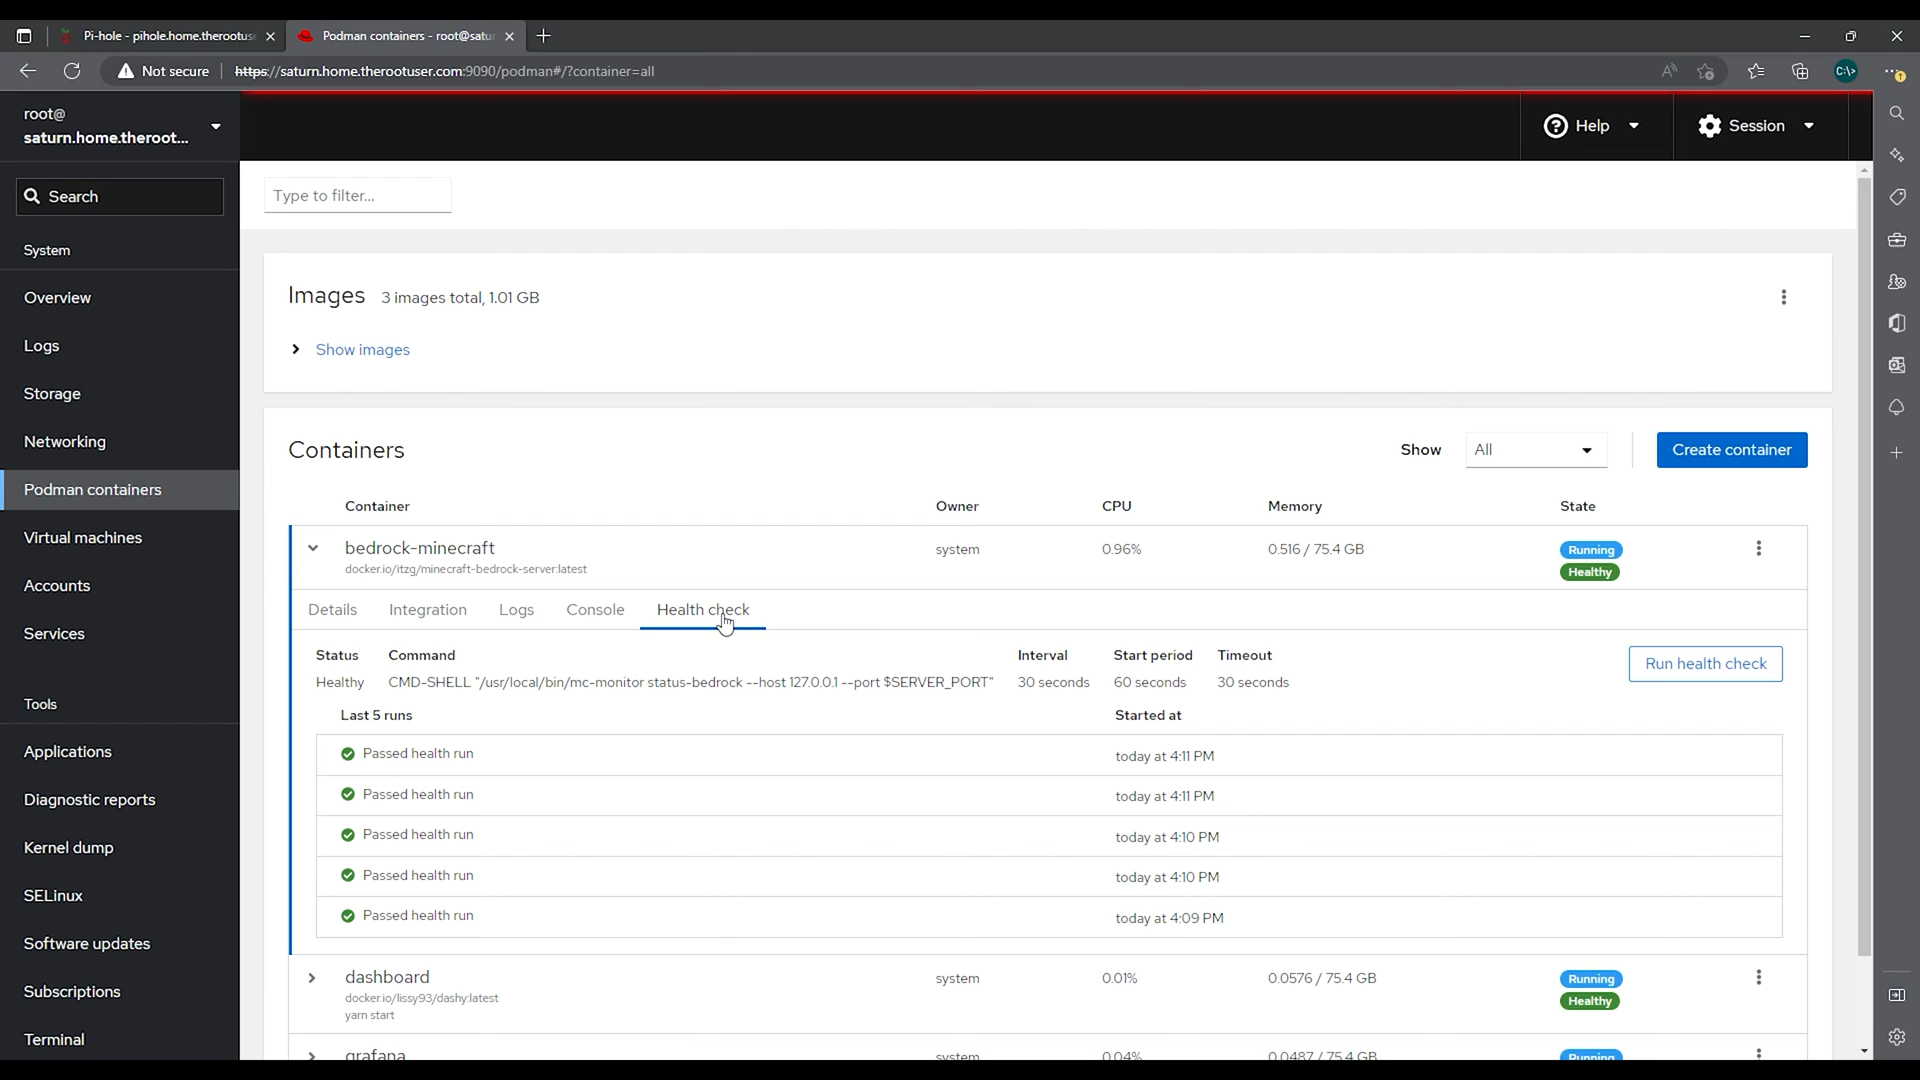 Pi-hole - pihole.home.therootuse
Podman containers - root@satur
Not secure
https://saturn.home.therootuser.com:9090/podman#/?container=all
C:\>
root@
saturn.home.theroot...
Help
Session
Search
Type to filter...
System
Overview
Logs
Storage
Networking
Podman containers
Virtual machines
Accounts
Services
Tools
Applications
Diagnostic reports
Kernel dump
SELinux
Software updates
Subscriptions
Terminal
Images 3 images total, 1.01 GB
Show images
Containers
Show All
Create container
Container Owner CPU Memory State
bedrock-minecraft system 0.96% 0.516 / 75.4 GB Running
docker.io/itzg/minecraft-bedrock-server:latest Healthy
Details Integration Logs Console Health check
Status Command Interval Start period Timeout
Run health check
Healthy CMD-SHELL "/usr/local/bin/mc-monitor status-bedrock --host 127.0.0.1 --port $SERVER_PORT" 30 seconds 60 seconds 30 seconds
Last 5 runs Started at
Passed health run today at 4:11 PM
Passed health run today at 4:11 PM
Passed health run today at 4:10 PM
Passed health run today at 4:10 PM
Passed health run today at 4:09 PM
dashboard system 0.01% 0.0576 / 75.4 GB Running
docker.io/lissy93/dashy:latest Healthy
yarn start
grafana system 0.04% 0.0487 / 75.4 GB Running